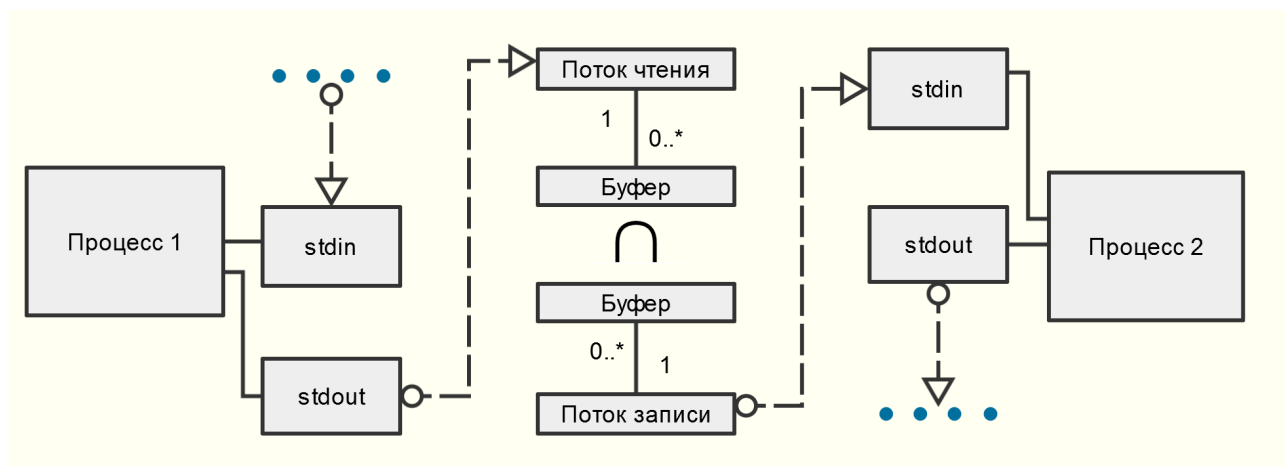 Процесс 1
stdin
stdout
Поток чтения
1
0..*
Буфер
∩
Буфер
0..*
1
Поток записи
stdin
stdout
Процесс 2